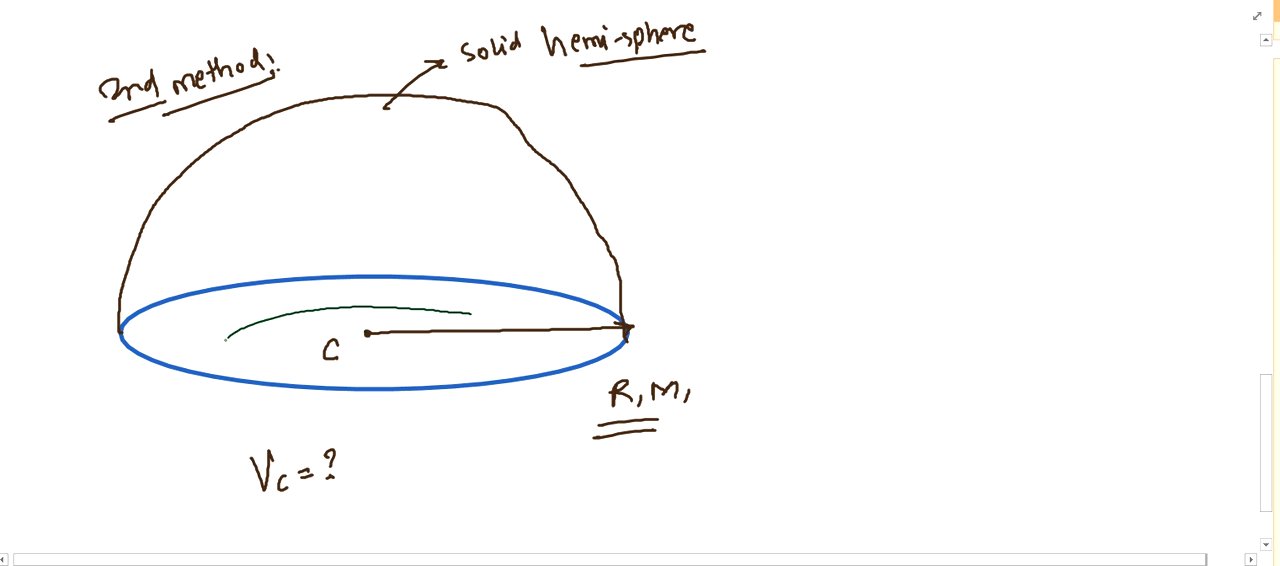 2nd method:
solid hemi-sphere
C
R, M,
Vc = ?